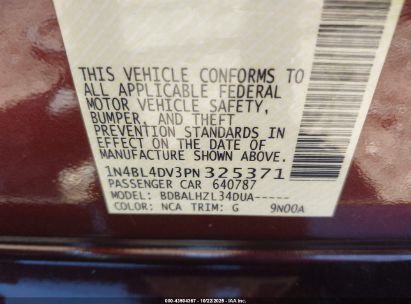 THIS VEHICLE CONFORMS TO
ALL APPLICABLE FEDERAL
MOTOR VEHICLE SAFETY,
BUMPER, AND THEFT
PREVENTION STANDARDS IN
EFFECT ON THE DATE OF
MANUFACTURE SHOWN ABOVE.
1N4BL4DV3PN325371
PASSENGER CAR 640787
MODEL: BDBALHZL34DUA-----
COLOR: NCA TRIM: G 9N00A